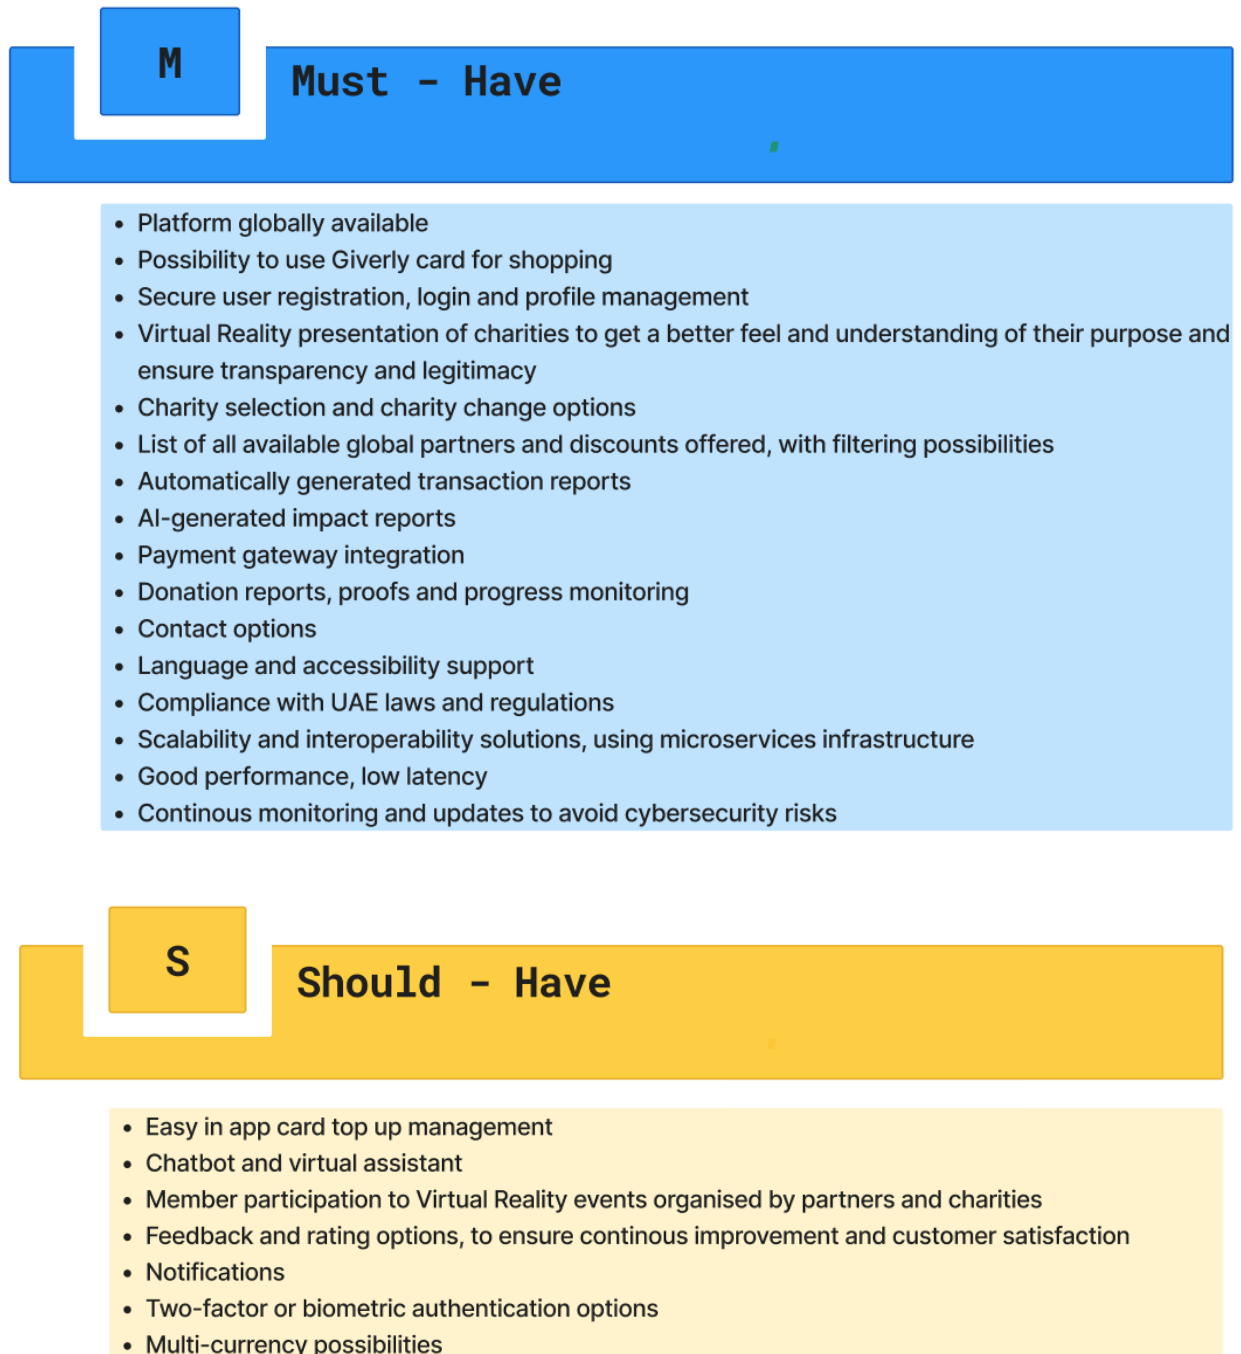 M
Must - Have
• Platform globally available
• Possibility to use Giverly card for shopping
• Secure user registration, login and profile management
• Virtual Reality presentation of charities to get a better feel and understanding of their purpose and
ensure transparency and legitimacy
• Charity selection and charity change options
• List of all available global partners and discounts offered, with filtering possibilities
• Automatically generated transaction reports
• AI-generated impact reports
• Payment gateway integration
• Donation reports, proofs and progress monitoring
• Contact options
• Language and accessibility support
• Compliance with UAE laws and regulations
• Scalability and interoperability solutions, using microservices infrastructure
• Good performance, low latency
• Continous monitoring and updates to avoid cybersecurity risks
S
Should - Have
• Easy in app card top up management
• Chatbot and virtual assistant
• Member participation to Virtual Reality events organised by partners and charities
• Feedback and rating options, to ensure continous improvement and customer satisfaction
• Notifications
• Two-factor or biometric authentication options
• Multi-currency possibilities